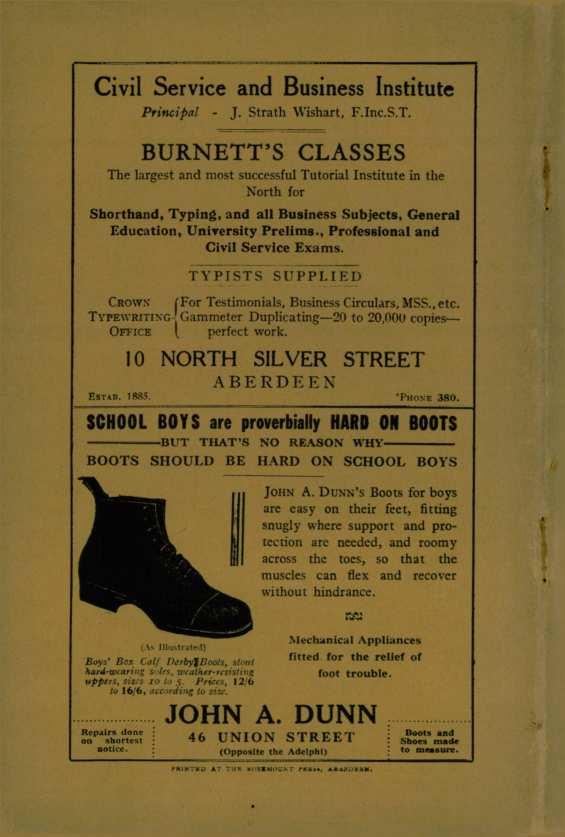 Civil Service and Business Institute
Principal - J. Strath Wishart, F.Inc.S.T.
BURNETT'S CLASSES
The largest and most successful Tutorial Institute in the
North for
Shorthand, Typing, and all Business Subjects, General
Education, University Prelims., Professional and
Civil Service Exams.
TYPISTS SUPPLIED
CROWN
TYPEWRITING
OFFICE
For Testimonials, Business Circulars, MSS., etc.
Gammeter Duplicating—20 to 20,000 copies—
perfect work.
10 NORTH SILVER STREET
ABERDEEN
ESTAB. 1885.
'PHONE 380.
SCHOOL BOYS are proverbially HARD ON BOOTS
BUT THAT'S NO REASON WHY
BOOTS SHOULD BE HARD ON SCHOOL BOYS
JOHN A. DUNN'S Boots for boys
are easy on their feet, fitting
snugly where support and pro-
tection are needed, and roomy
across the toes, so that the
muscles can flex and recover
without hindrance.
Mechanical Appliances
fitted for the relief of
foot trouble.
(As Illustrated)
Boys' Box Calf Derby Boots, stout
hard-wearing soles, weather-resisting
uppers, sizes 10 to 5. Prices, 12/6
to 16/6, according to size.
JOHN A. DUNN
46 UNION STREET
(Opposite the Adelphi)
Repairs done
on shortest
notice.
Boots and
Shoes made
to measure.
PRINTED AT THE ROSEMOUNT PRESS, ABERDEEN.